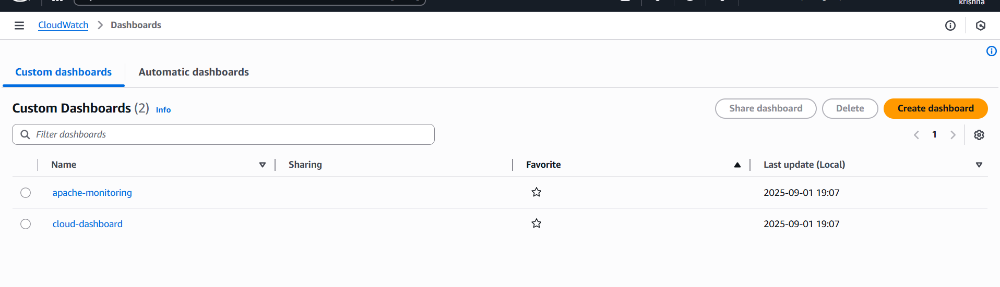 krishna
CloudWatch > Dashboards
Custom dashboards Automatic dashboards
Custom Dashboards (2) Info Share dashboard Delete Create dashboard
Filter dashboards 1
Name Sharing Favorite Last update (Local)
apache-monitoring 2025-09-01 19:07
cloud-dashboard 2025-09-01 19:07